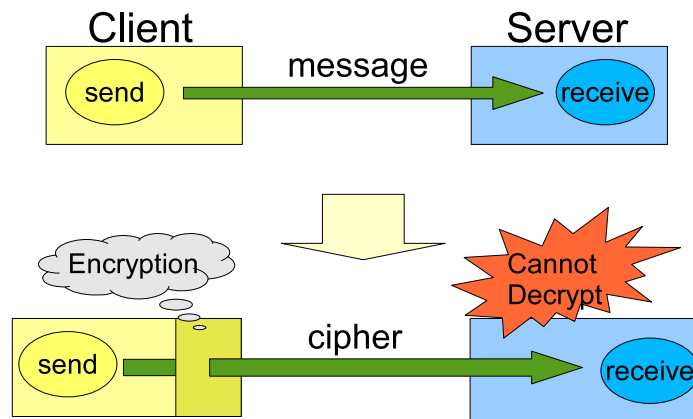 Client
Server
message
send
receive
Encryption
Cannot
Decrypt
cipher
send
receive